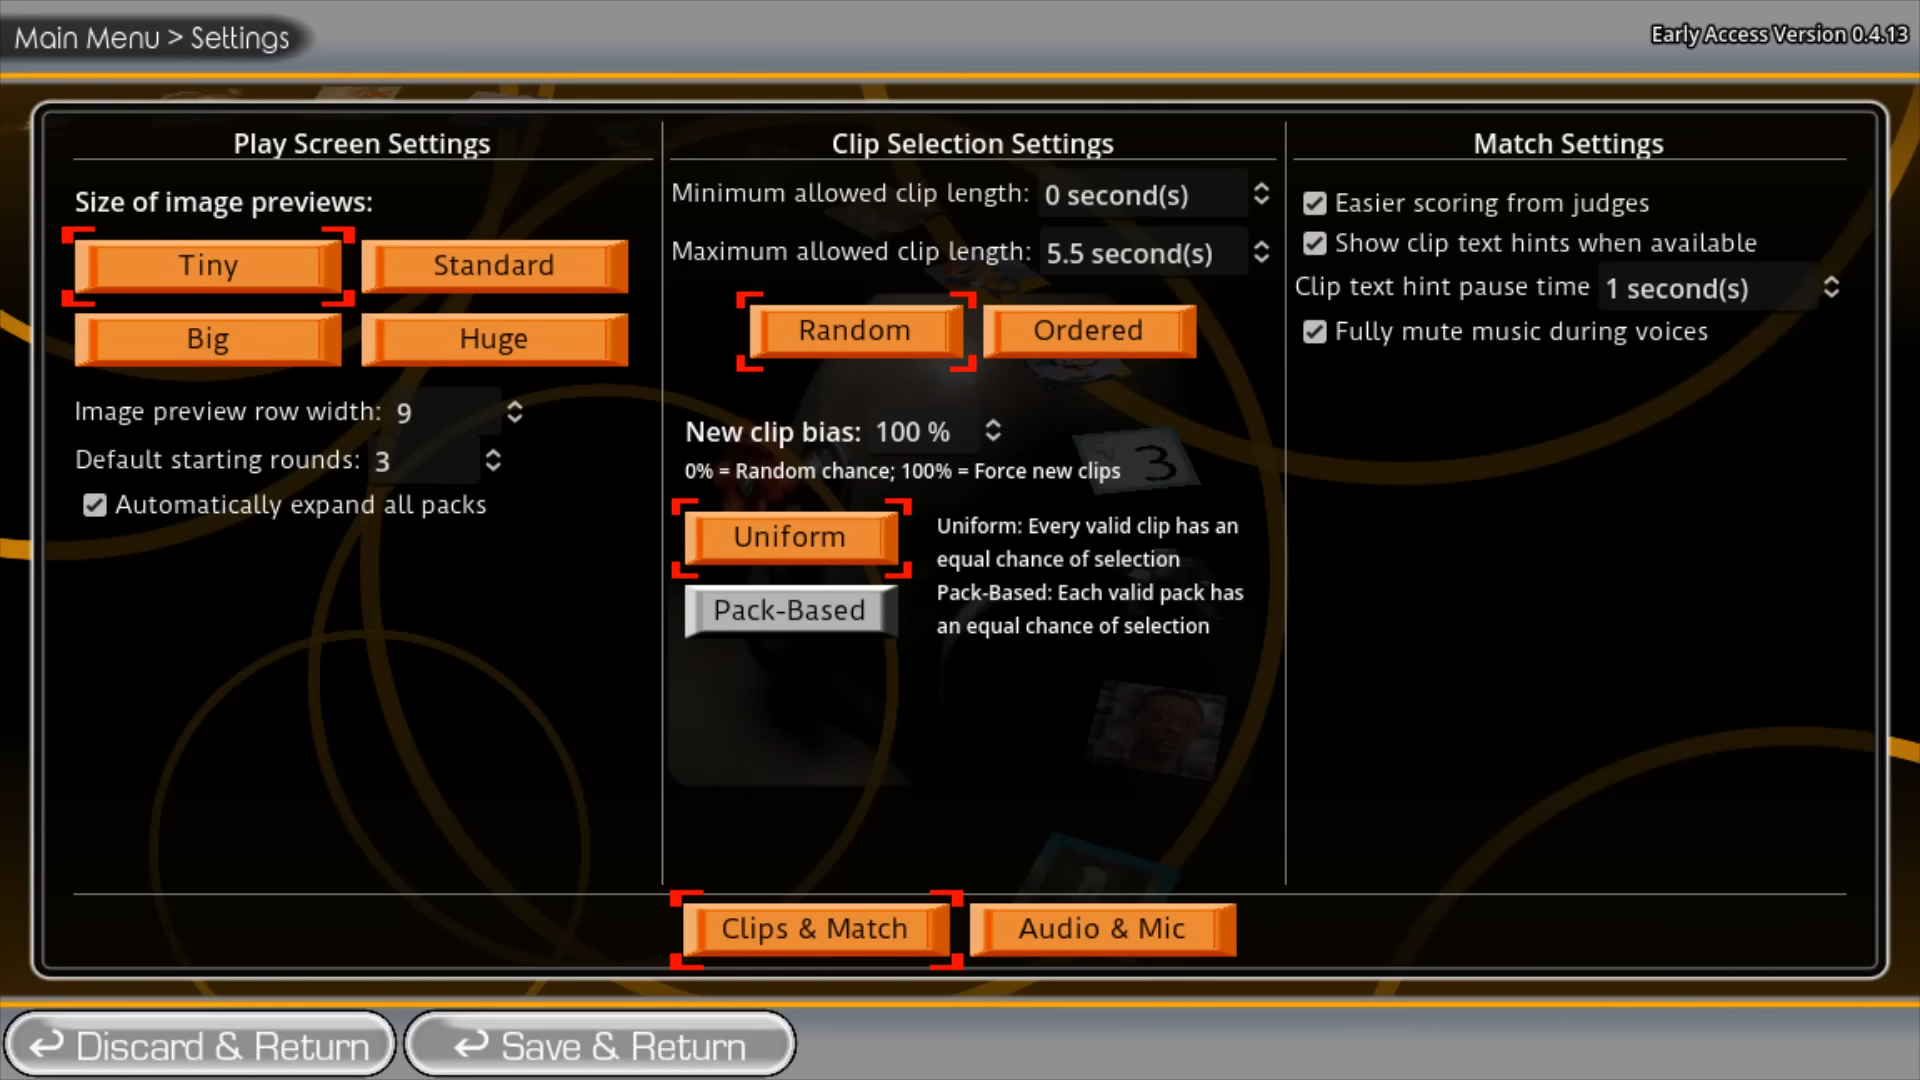 Main Menu > Settings
Early Access Version 0.4.13
Play Screen Settings
Size of image previews:
Tiny
Standard
Big
Huge
Image preview row width: 9
Default starting rounds: 3
Automatically expand all packs
Clip Selection Settings
Minimum allowed clip length: 0 second(s)
Maximum allowed clip length: 5.5 second(s)
Random
Ordered
New clip bias: 100 %
0% = Random chance; 100% = Force new clips
Uniform
Pack-Based
Uniform: Every valid clip has an
equal chance of selection
Pack-Based: Each valid pack has
an equal chance of selection
3
Match Settings
Easier scoring from judges
Show clip text hints when available
Clip text hint pause time 1 second(s)
Fully mute music during voices
Clips & Match
Audio & Mic
Discard & Return
Save & Return